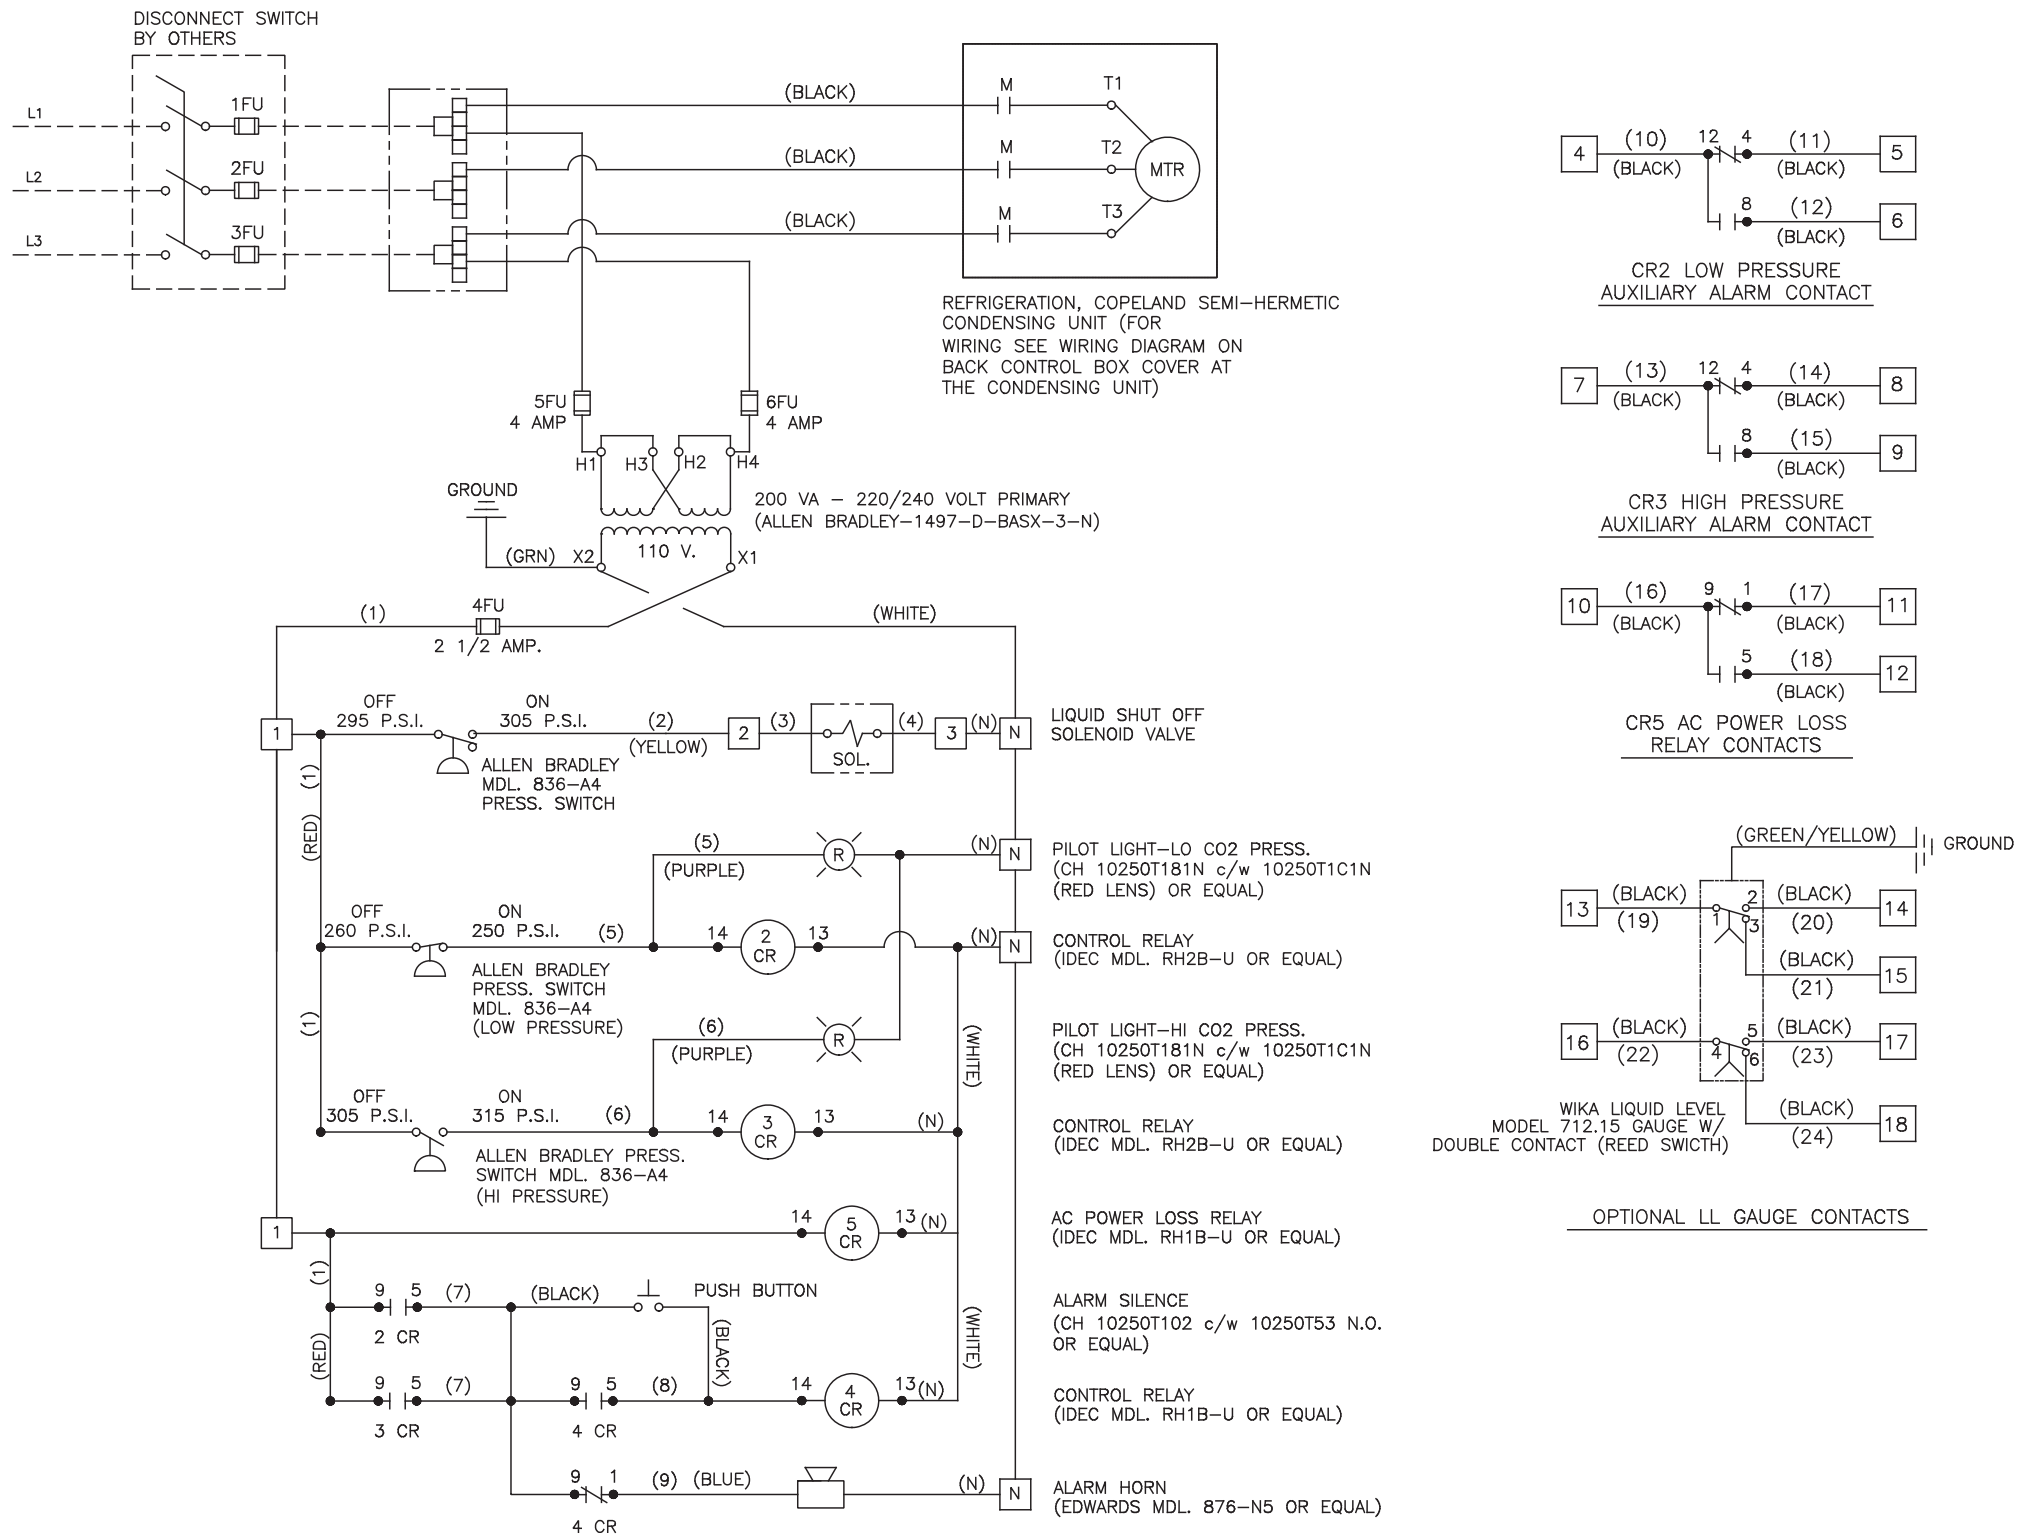 DISCONNECT SWITCH
BY OTHERS
L1
L2
L3
1FU
2FU
3FU
(BLACK)
(BLACK)
(BLACK)
M
M
M
T1
T2
T3
MTR
REFRIGERATION, COPELAND SEMI-HERMETIC
CONDENSING UNIT (FOR
WIRING SEE WIRING DIAGRAM ON
BACK CONTROL BOX COVER AT
THE CONDENSING UNIT)
5FU
4 AMP
6FU
4 AMP
H1
H3
H2
H4
GROUND
200 VA - 220/240 VOLT PRIMARY
(ALLEN BRADLEY-1497-D-BASX-3-N)
110 V.
(GRN)
X2
X1
(1)
4FU
2 1/2 AMP.
(WHITE)
1
OFF
295 P.S.I.
ON
305 P.S.I.
(2)
(YELLOW)
2
(3)
SOL.
(4)
3
(N)
N
LIQUID SHUT OFF
SOLENOID VALVE
ALLEN BRADLEY
MDL. 836-A4
PRESS. SWITCH
(1)
(RED)
(5)
(PURPLE)
R
(N)
N
PILOT LIGHT-LO CO2 PRESS.
(CH 10250T181N c/w 10250T1C1N
(RED LENS) OR EQUAL)
OFF
260 P.S.I.
ON
250 P.S.I.
(5)
14
2
CR
13
(N)
N
CONTROL RELAY
(IDEC MDL. RH2B-U OR EQUAL)
ALLEN BRADLEY
PRESS. SWITCH
MDL. 836-A4
(LOW PRESSURE)
(1)
(6)
(PURPLE)
R
(WHITE)
PILOT LIGHT-HI CO2 PRESS.
(CH 10250T181N c/w 10250T1C1N
(RED LENS) OR EQUAL)
OFF
305 P.S.I.
ON
315 P.S.I.
(6)
14
3
CR
13
(N)
CONTROL RELAY
(IDEC MDL. RH2B-U OR EQUAL)
ALLEN BRADLEY PRESS.
SWITCH MDL. 836-A4
(HI PRESSURE)
1
14
5
CR
13
(N)
AC POWER LOSS RELAY
(IDEC MDL. RH1B-U OR EQUAL)
(1)
(RED)
9
5
(7)
2 CR
(BLACK)
PUSH BUTTON
(BLACK)
(WHITE)
ALARM SILENCE
(CH 10250T102 c/w 10250T53 N.O.
OR EQUAL)
9
5
(7)
3 CR
9
5
(8)
4 CR
14
4
CR
13
(N)
CONTROL RELAY
(IDEC MDL. RH1B-U OR EQUAL)
9
1
(9)
(BLUE)
4 CR
(N)
N
ALARM HORN
(EDWARDS MDL. 876-N5 OR EQUAL)
4
(10)
(BLACK)
12
4
(11)
(BLACK)
5
8
(12)
(BLACK)
6
CR2 LOW PRESSURE
AUXILIARY ALARM CONTACT
7
(13)
(BLACK)
12
4
(14)
(BLACK)
8
8
(15)
(BLACK)
9
CR3 HIGH PRESSURE
AUXILIARY ALARM CONTACT
10
(16)
(BLACK)
9
1
(17)
(BLACK)
11
5
(18)
(BLACK)
12
CR5 AC POWER LOSS
RELAY CONTACTS
(GREEN/YELLOW)
GROUND
13
(BLACK)
(19)
1
2
3
(BLACK)
(20)
14
(BLACK)
(21)
15
16
(BLACK)
(22)
4
5
6
(BLACK)
(23)
17
(BLACK)
(24)
18
WIKA LIQUID LEVEL
MODEL 712.15 GAUGE W/
DOUBLE CONTACT (REED SWICTH)
OPTIONAL LL GAUGE CONTACTS